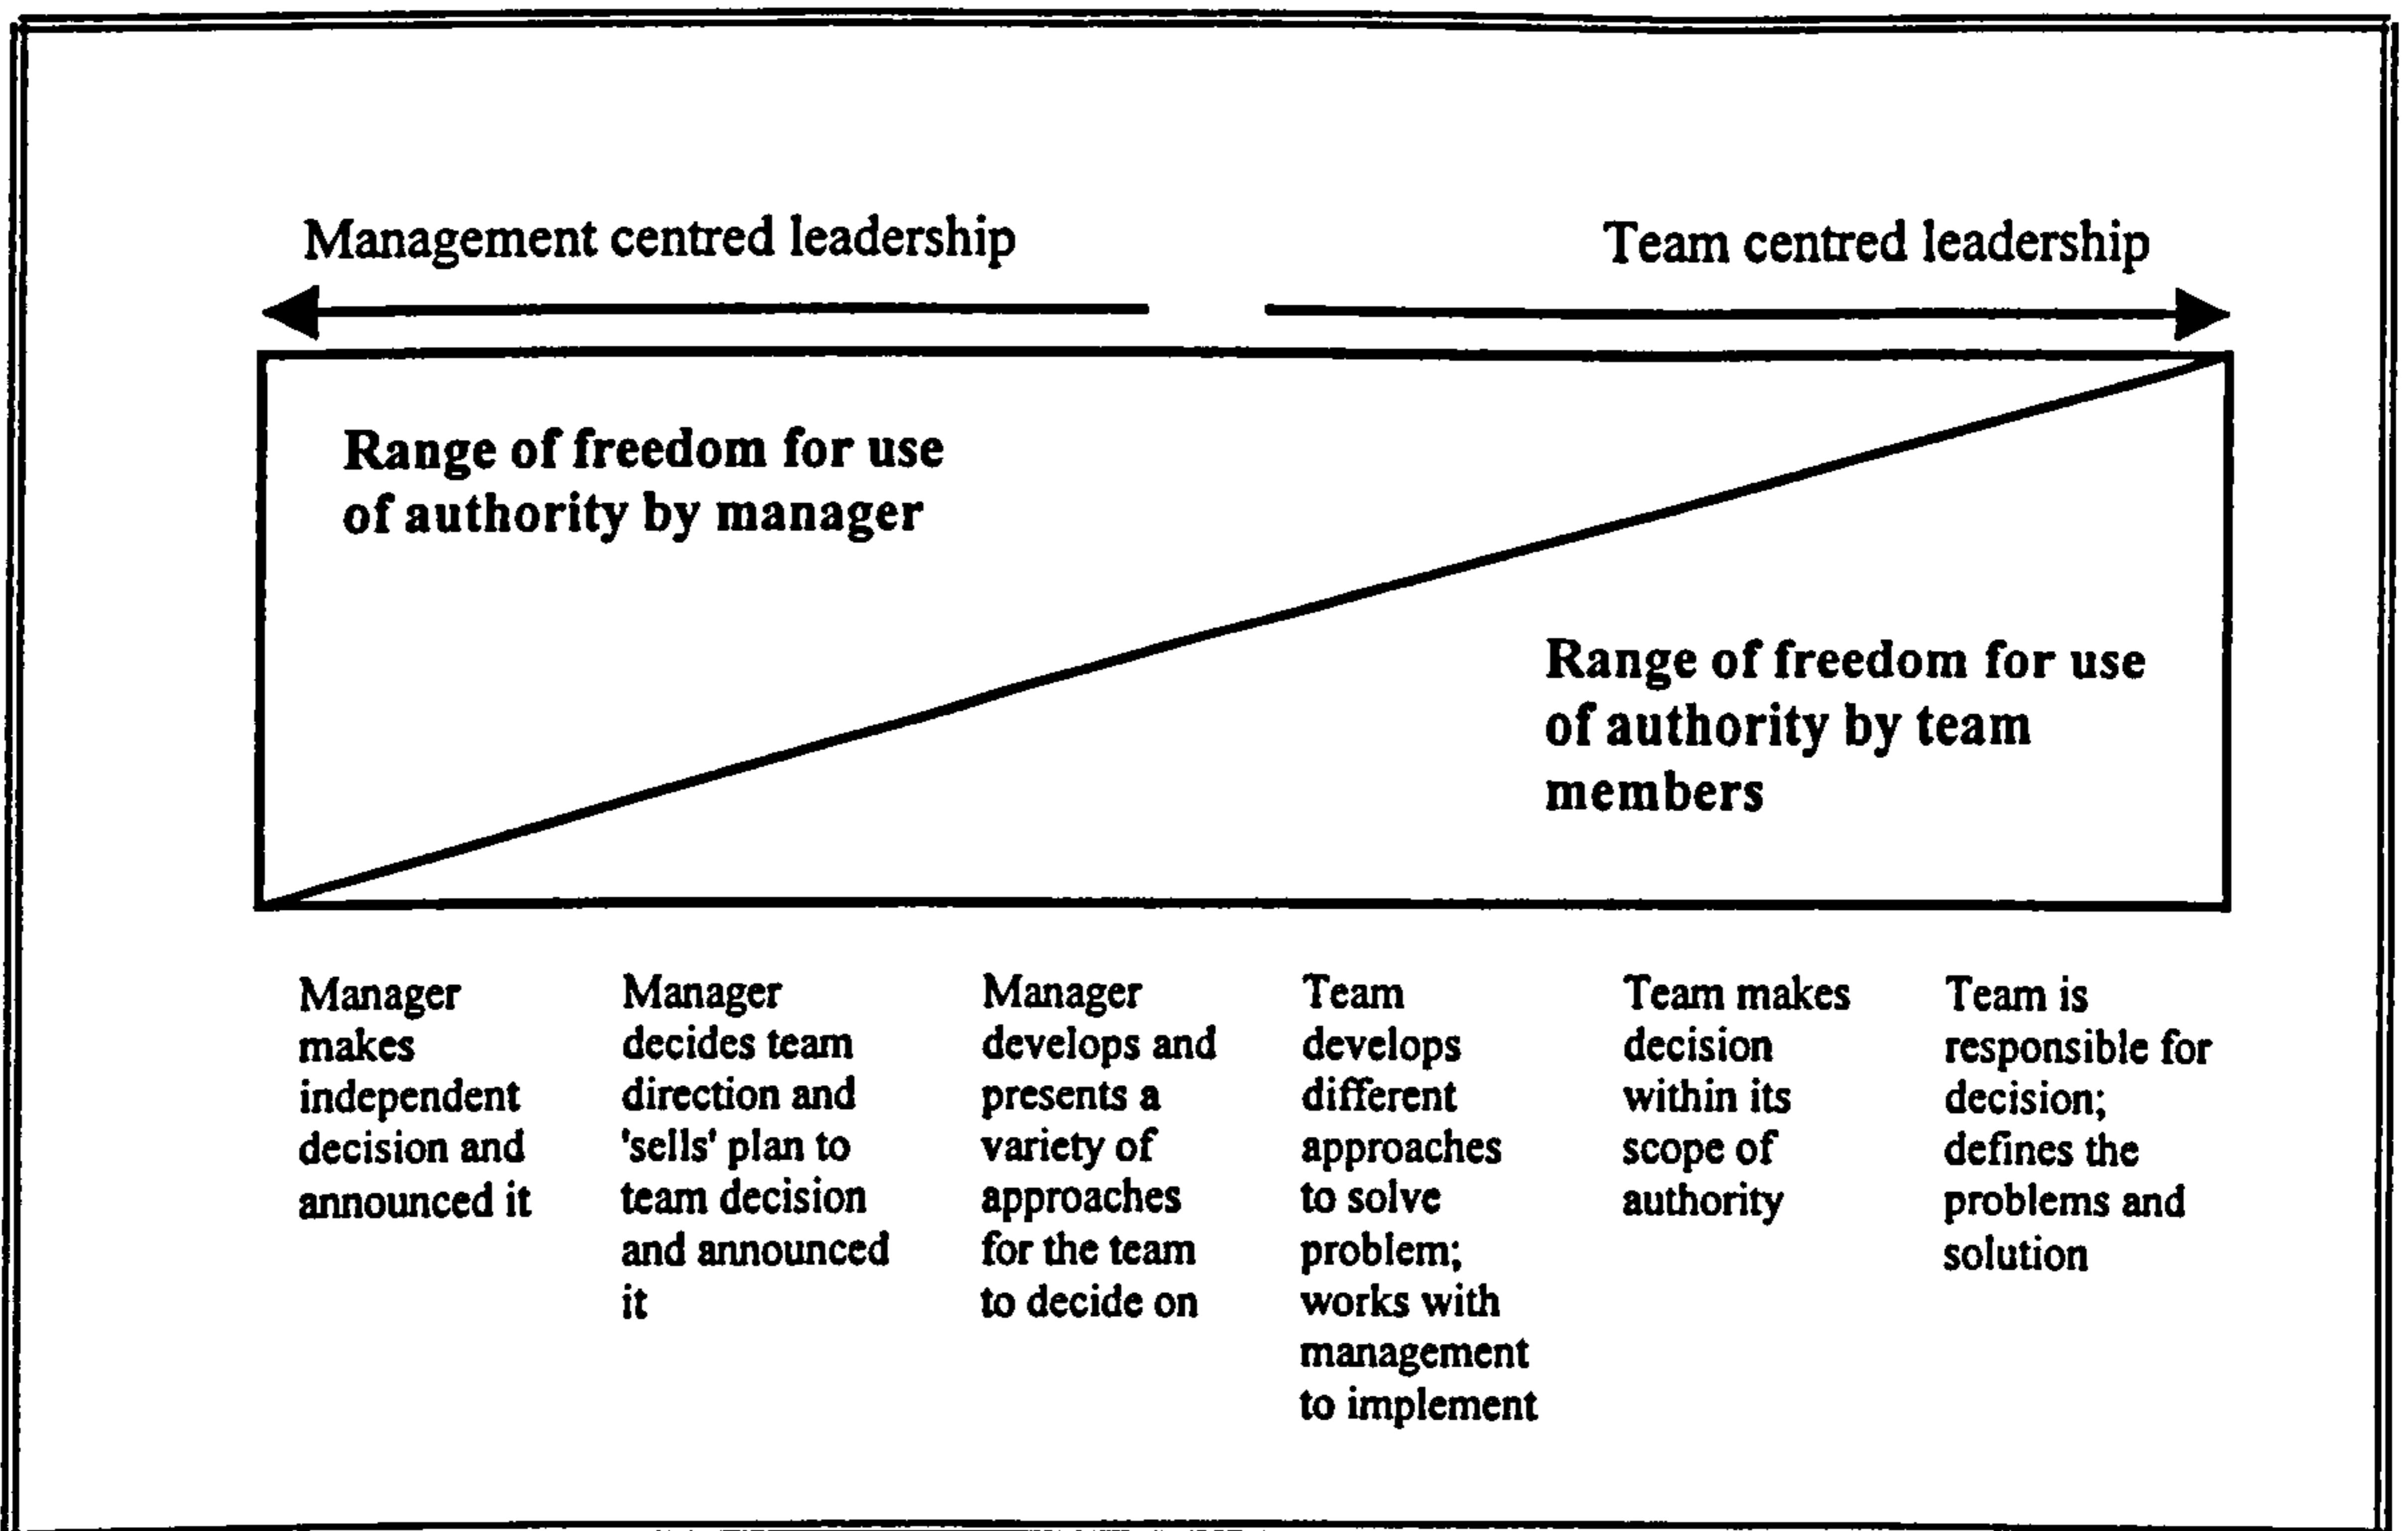 Management centred leadership
Team centred leadership
Range of freedom for use
of authority by manager
Range of freedom for use
of authority by team
members
Manager
makes
independent
decision and
announced it
Manager
decides team
direction and
'sells' plan to
team decision
and announced
it
Manager
develops and
presents a
variety of
approaches
for the team
to decide on
Team
develops
different
approaches
to solve
problem;
works with
management
to implement
Team makes
decision
within its
scope of
authority
Team is
responsible for
decision;
defines the
problems and
solution